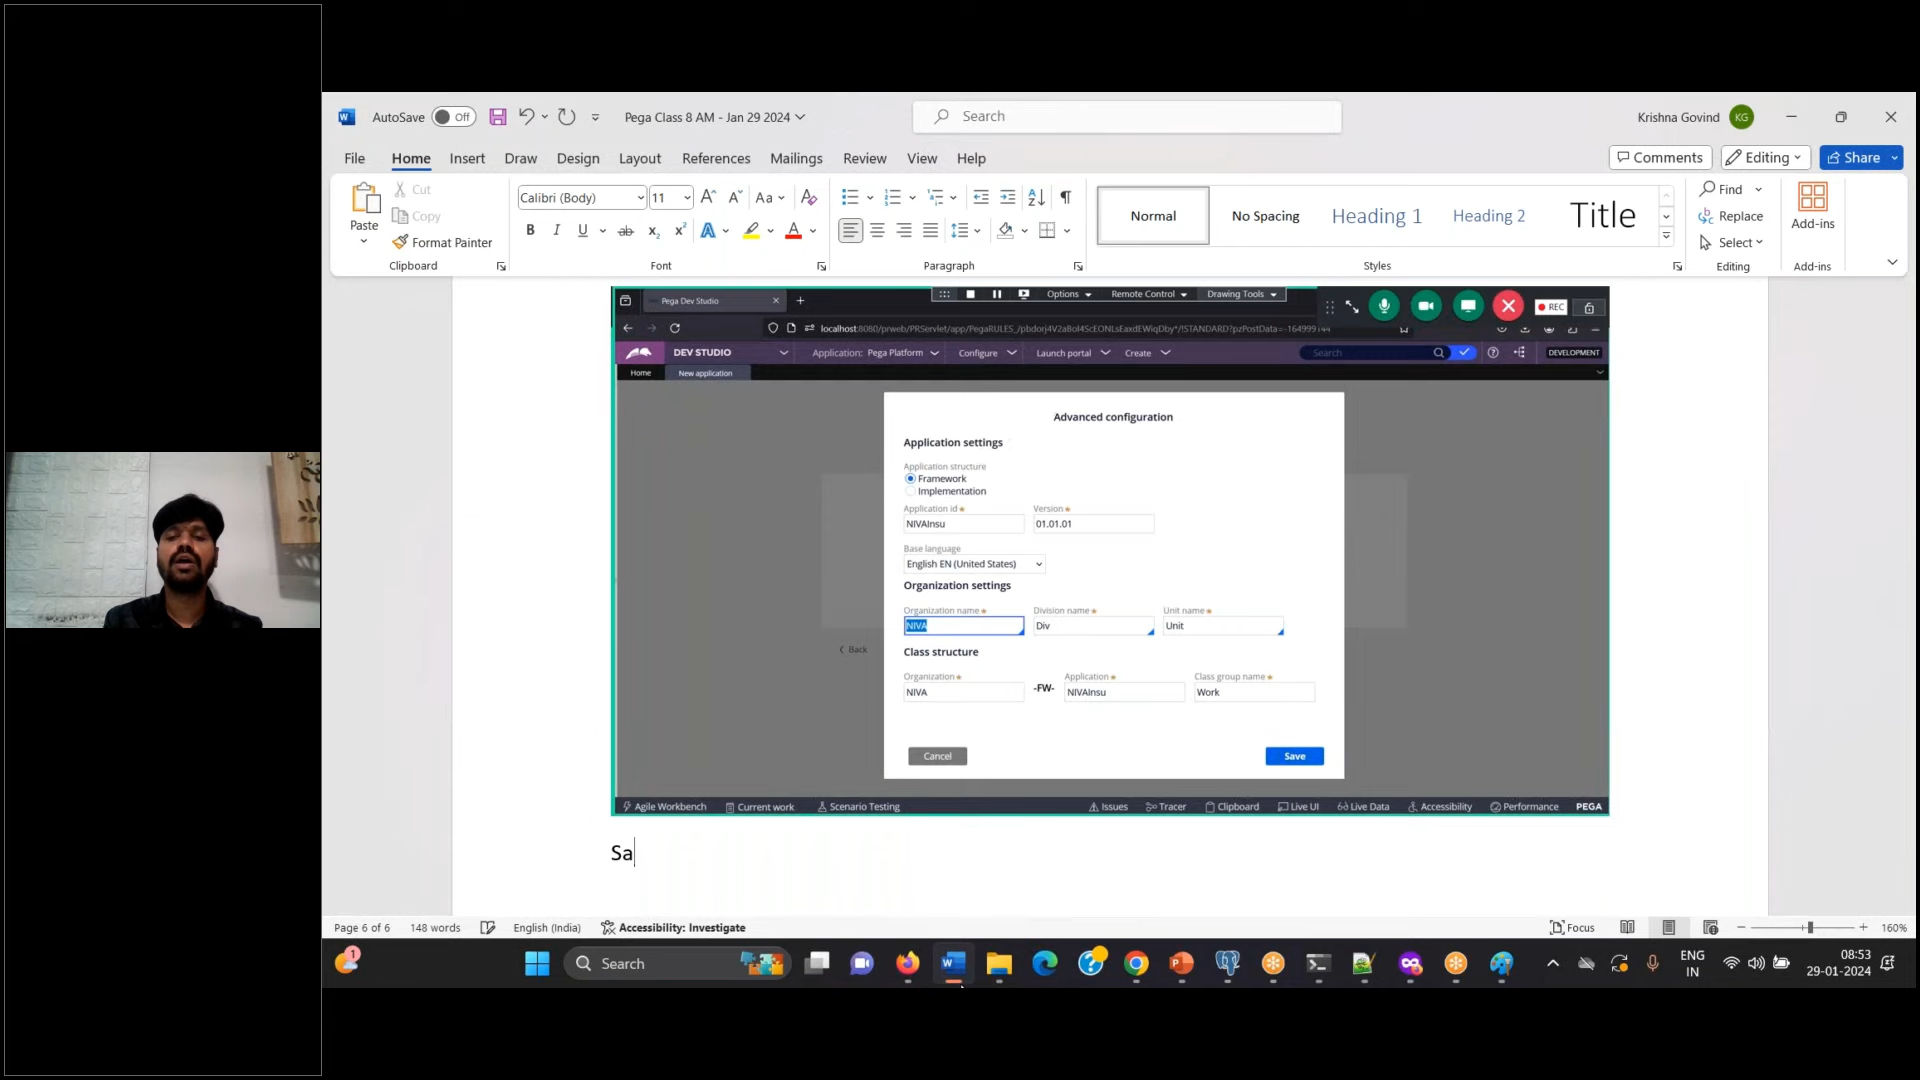 AutoSave Off Pega Class 8 AM - Jan 29 2024 Search Krishna Govind KG
File Home Insert Draw Design Layout References Mailings Review View Help Comments Editing Share
Paste Cut Copy Format Painter Clipboard
Calibri (Body) 11 Aa B I U ab x₂ x² A A Font
Paragraph
Normal No Spacing Heading 1 Heading 2 Title Styles
Find Replace Select Editing
Add-ins Add-ins
Pega Dev Studio Options Remote Control Drawing Tools REC
DEV STUDIO Application: Pega Platform Configure Launch portal Create Search DEVELOPMENT
Home New application
Advanced configuration
Application settings
Application structure
Framework
Implementation
Application id Version
NIVAInsu 01.01.01
Base language
English EN (United States)
Organization settings
Organization name Division name Unit name
NIVA Div Unit
Back
Class structure
Organization Application Class group name
NIVA -FW- NIVAInsu Work
Cancel Save
Agile Workbench Current work Scenario Testing Issues Tracer Clipboard Live UI Live Data Accessibility Performance PEGA
Sa
Page 6 of 6 148 words English (India) Accessibility: Investigate Focus 160%
1 Search ENG IN 08:53 29-01-2024